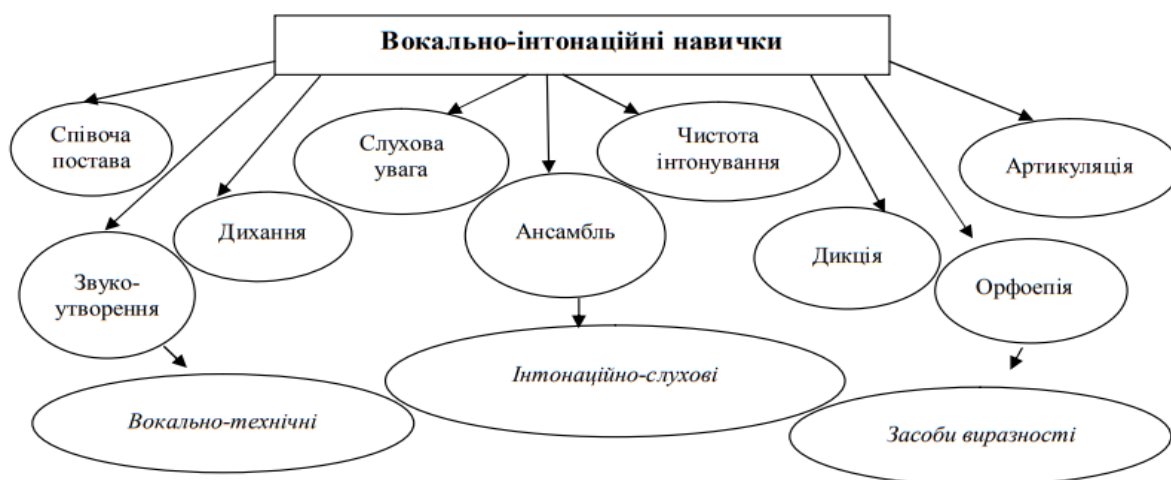 Вокально-інтонаційні навички
Співоча
постава
Слухова
увага
Чистота
інтонування
Артикуляція
Дихання
Ансамбль
Дикція
Звуко-
утворення
Орфоепія
Інтонаційно-слухові
Вокально-технічні
Засоби виразності